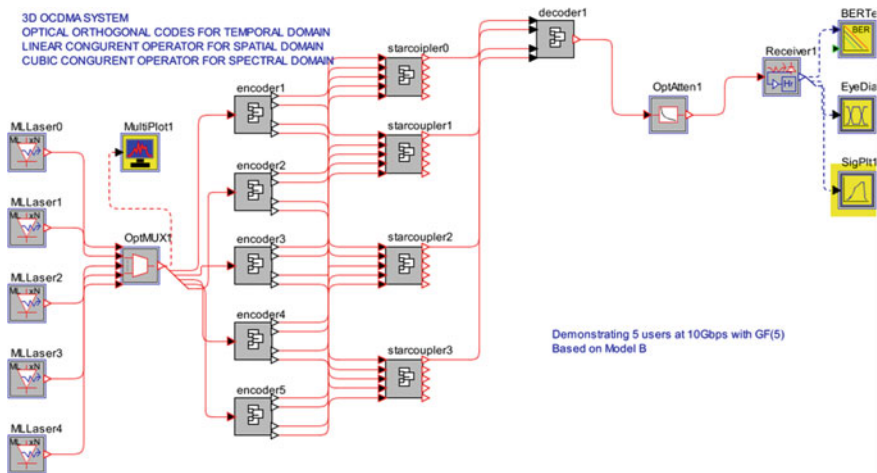 3D OCDMA SYSTEM
OPTICAL ORTHOGONAL CODES FOR TEMPORAL DOMAIN
LINEAR CONGURENT OPERATOR FOR SPATIAL DOMAIN
CUBIC CONGURENT OPERATOR FOR SPECTRAL DOMAIN
decoder1
BERTe
BER
starcoipler0
Receiver1
encoder1
OptAtten1
EyeDia
MultiPlot1
MLLaser0
starcoupler1
encoder2
SigPlt1
MLLaser1
OptMUX1
encoder3
starcoupler2
MLLaser2
encoder4
Demonstrating 5 users at 10Gbps with GF(5)
Based on Model B
starcoupler3
MLLaser3
encoder5
MLLaser4